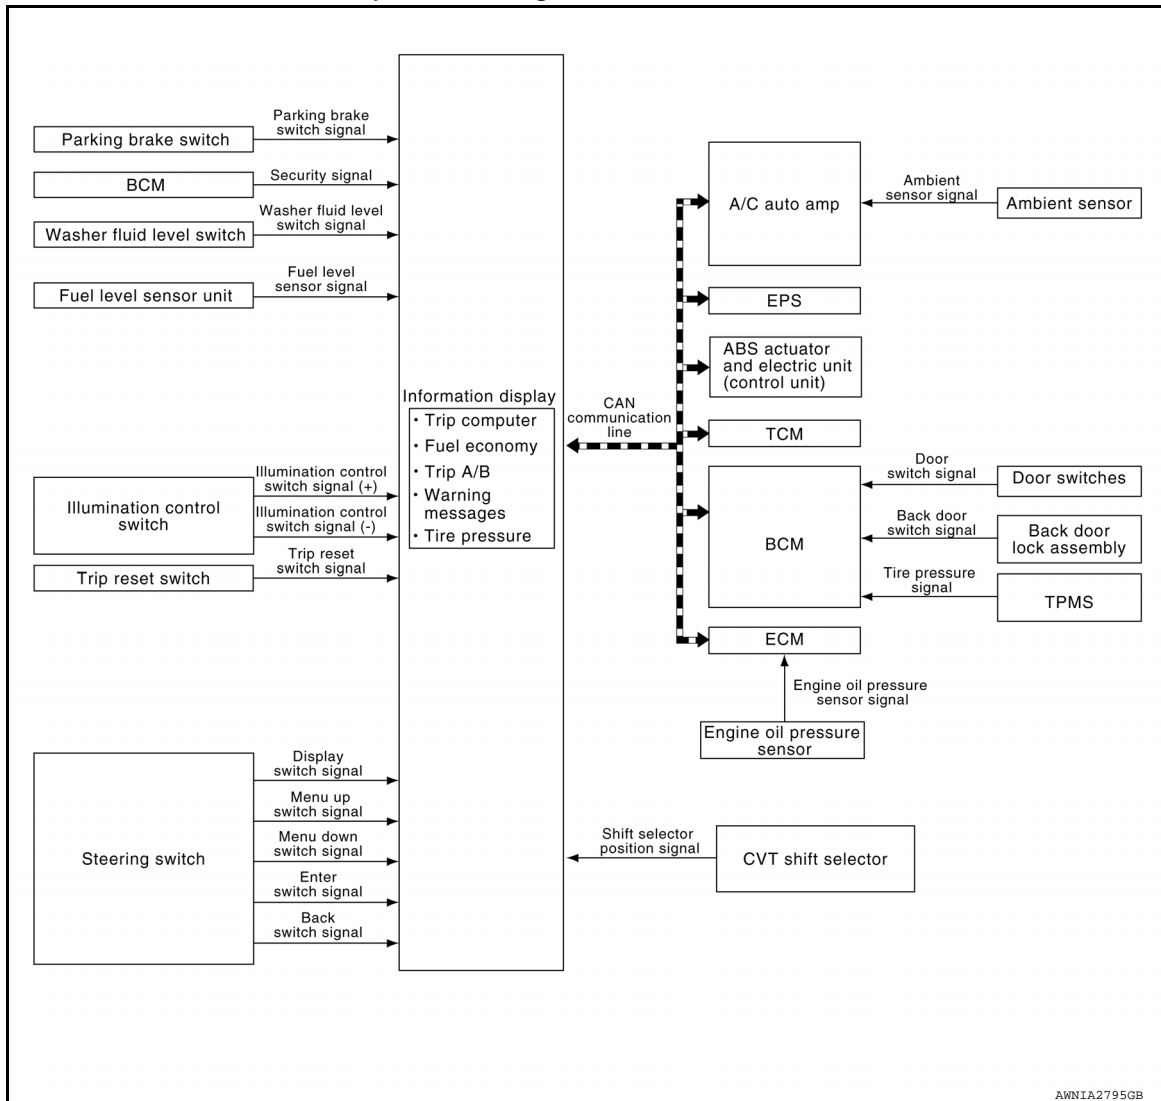 Parking brake
switch signal
Parking brake switch
Security signal
BCM
Washer fluid level
switch signal
Washer fluid level switch
Fuel level
sensor signal
Fuel level sensor unit
Illumination control
switch signal (+)
Illumination control
switch
Illumination control
switch signal (-)
Trip reset
switch signal
Trip reset switch
Display
switch signal
Menu up
switch signal
Steering switch
Menu down
switch signal
Enter
switch signal
Back
switch signal
Information display
· Trip computer
· Fuel economy
· Trip A/B
· Warning
messages
· Tire pressure
CAN
communication
line
A/C auto amp
Ambient
sensor signal
Ambient sensor
EPS
ABS actuator
and electric unit
(control unit)
TCM
BCM
Door
switch signal
Door switches
Back door
switch signal
Back door
lock assembly
Tire pressure
signal
TPMS
ECM
Engine oil pressure
sensor signal
Engine oil pressure
sensor
Shift selector
position signal
CVT shift selector
AWNIA2795GB